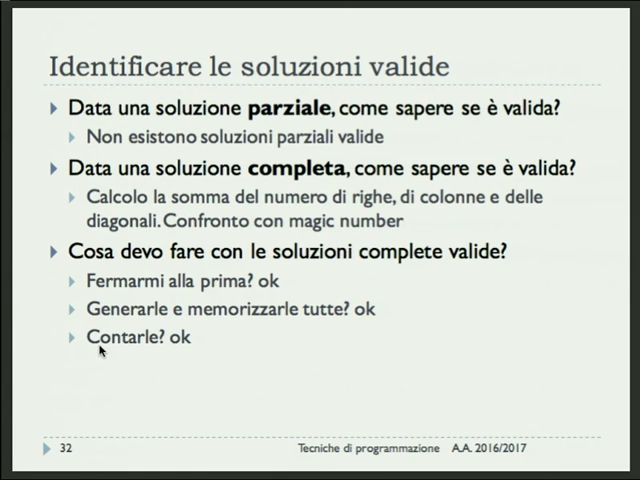 Identificare le soluzioni valide
Data una soluzione parziale, come sapere se è valida?
Non esistono soluzioni parziali valide
Data una soluzione completa, come sapere se è valida?
Calcolo la somma del numero di righe, di colonne e delle
diagonali. Confronto con magic number
Cosa devo fare con le soluzioni complete valide?
Fermarmi alla prima? ok
Generarle e memorizzarle tutte? ok
Contarle? ok
32 Tecniche di programmazione A.A. 2016/2017